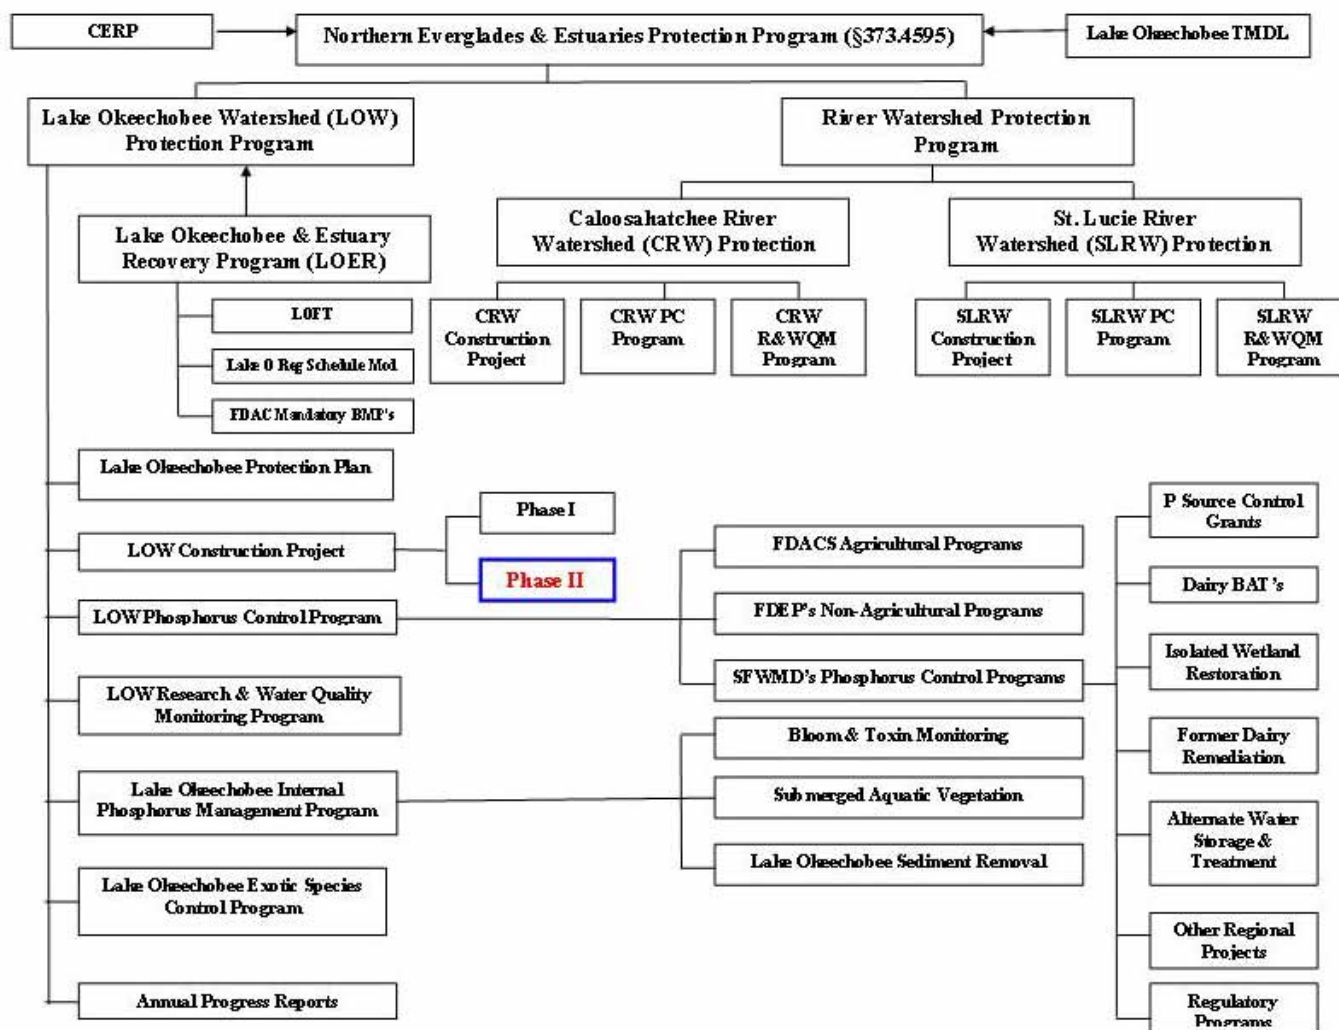 CERP
Northern Everglades & Estuaries Protection Program (§373.4595)
Lake Okeechobee TMDL
Lake Okeechobee Watershed (LOW)
Protection Program
River Watershed Protection
Program
Lake Okeechobee & Estuary
Recovery Program (LOER)
Caloosahatchee River
Watershed (CRW) Protection
St. Lucie River
Watershed (SLRW) Protection
LOFT
Lake O Reg Schedule Mod.
FDAC Mandatory BMP's
CRW
Construction
Project
CRW PC
Program
CRW
R&WQM
Program
SLRW
Construction
Project
SLRW PC
Program
SLRW
R&WQM
Program
Lake Okeechobee Protection Plan
LOW Construction Project
Phase I
Phase II
LOW Phosphorus Control Program
FDACS Agricultural Programs
FDEP's Non-Agricultural Programs
SFWMD's Phosphorus Control Programs
P Source Control
Grants
Dairy BAT's
Isolated Wetland
Restoration
Former Dairy
Remediation
Alternate Water
Storage &
Treatment
Other Regional
Projects
Regulatory
Programs
LOW Research & Water Quality
Monitoring Program
Lake Okeechobee Internal
Phosphorus Management Program
Bloom & Toxin Monitoring
Submerged Aquatic Vegetation
Lake Okeechobee Sediment Removal
Lake Okeechobee Exotic Species
Control Program
Annual Progress Reports